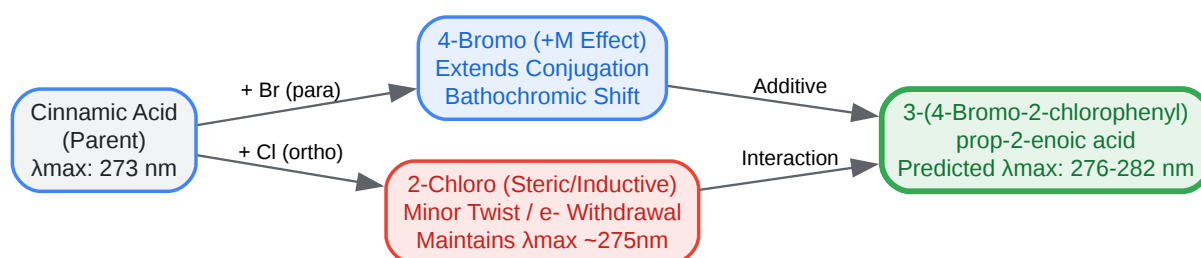 Cinnamic Acid
(Parent)
λmax: 273 nm
+ Br (para)
+ Cl (ortho)
4-Bromo (+M Effect)
Extends Conjugation
Bathochromic Shift
2-Chloro (Steric/Inductive)
Minor Twist / e- Withdrawal
Maintains λmax ~275nm
Additive
Interaction
3-(4-Bromo-2-chlorophenyl)
prop-2-enoic acid
Predicted λmax: 276-282 nm